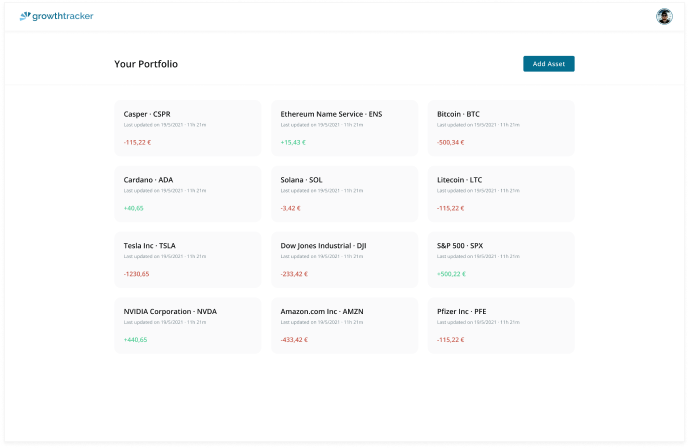 growthtracker
Your Portfolio
Add Asset
Casper · CSPR
Last updated on 19/5/2021 · 11h 21m
-115,22 €
Ethereum Name Service · ENS
Last updated on 19/5/2021 · 11h 21m
+15,43 €
Bitcoin · BTC
Last updated on 19/5/2021 · 11h 21m
-500,34 €
Cardano · ADA
Last updated on 19/5/2021 · 11h 21m
+40,65
Solana · SOL
Last updated on 19/5/2021 · 11h 21m
-3,42 €
Litecoin · LTC
Last updated on 19/5/2021 · 11h 21m
-115,22 €
Tesla Inc · TSLA
Last updated on 19/5/2021 · 11h 21m
-1230,65
Dow Jones Industrial · DJI
Last updated on 19/5/2021 · 11h 21m
-233,42 €
S&P 500 · SPX
Last updated on 19/5/2021 · 11h 21m
+500,22 €
NVIDIA Corporation · NVDA
Last updated on 19/5/2021 · 11h 21m
+440,65
Amazon.com Inc · AMZN
Last updated on 19/5/2021 · 11h 21m
-433,42 €
Pfizer Inc · PFE
Last updated on 19/5/2021 · 11h 21m
-115,22 €